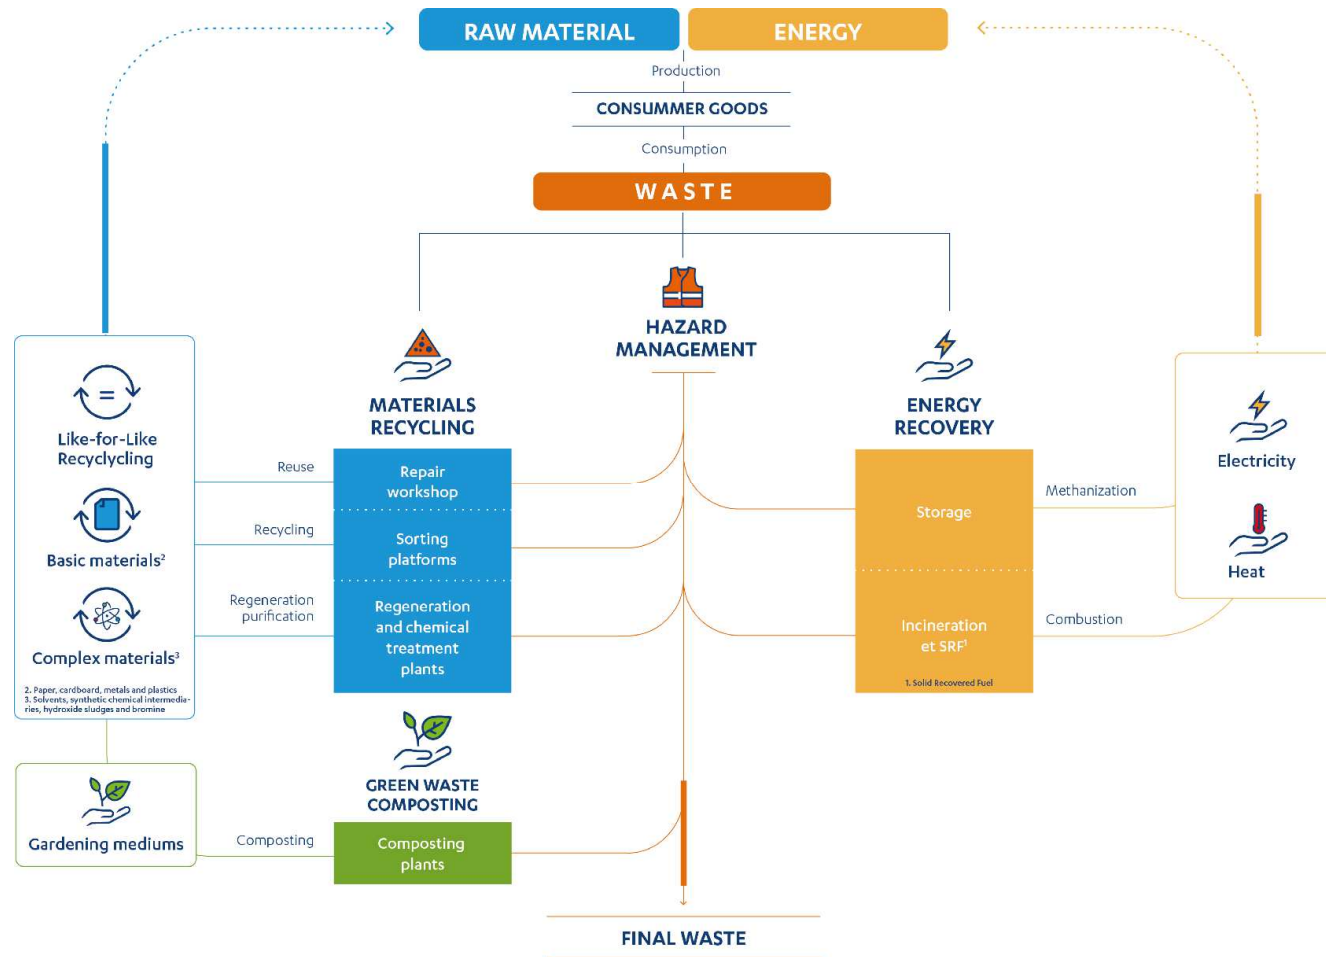 RAW MATERIAL
ENERGY
Production
CONSUMMER GOODS
Consumption
WASTE
HAZARD
MANAGEMENT
MATERIALS
RECYCLING
ENERGY
RECOVERY
Like-for-Like
Recyclycling
Reuse
Repair
workshop
Storage
Methanization
Electricity
Basic materials²
Recycling
Sorting
platforms
Heat
Complex materials³
Regeneration
purification
Regeneration
and chemical
treatment
plants
Incineration
et SRF¹
Combustion
1. Solid Recovered Fuel
2. Paper, cardboard, metals and plastics
3. Solvents, synthetic chemical intermedia-
ries, hydroxide sludges and bromine
GREEN WASTE
COMPOSTING
Gardening mediums
Composting
Composting
plants
FINAL WASTE